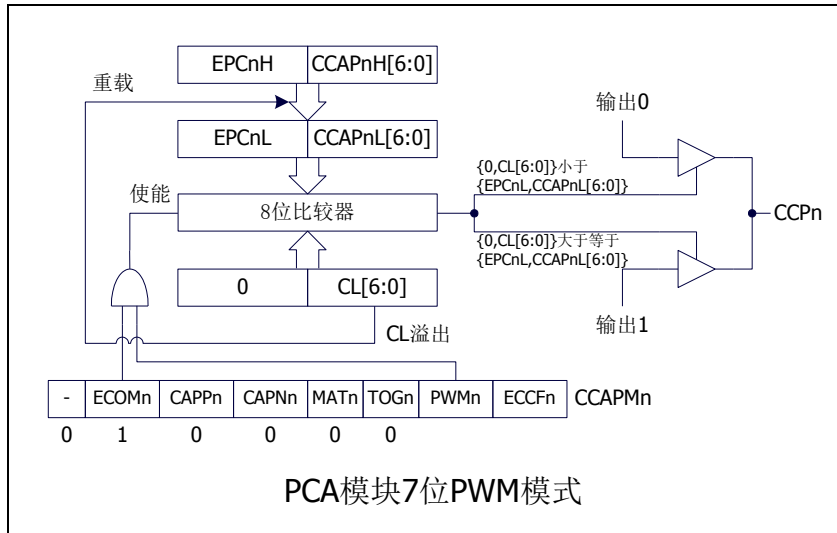 EPCnH CCAPnH[6:0]
重载
输出0
EPCnL CCAPnL[6:0]
{0,CL[6:0]}小于
{EPCnL,CCAPnL[6:0]}
使能
8位比较器
CCPn
{0,CL[6:0]}大于等于
{EPCnL,CCAPnL[6:0]}
0 CL[6:0]
输出1
CL溢出
- ECOMn CAPPn CAPNn MATn TOGn PWMn ECCFn CCAPMn
0 1 0 0 0 0
PCA模块7位PWM模式